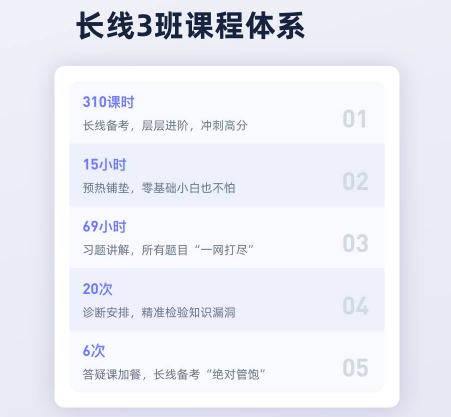 长线3班课程体系
310课时
长线备考，层层进阶，冲刺高分
01
15小时
预热铺垫，零基础小白也不怕
02
69小时
习题讲解，所有题目“一网打尽”
03
20次
诊断安排，精准检验知识漏洞
04
6次
答疑课加餐，长线备考“绝对管饱”
05